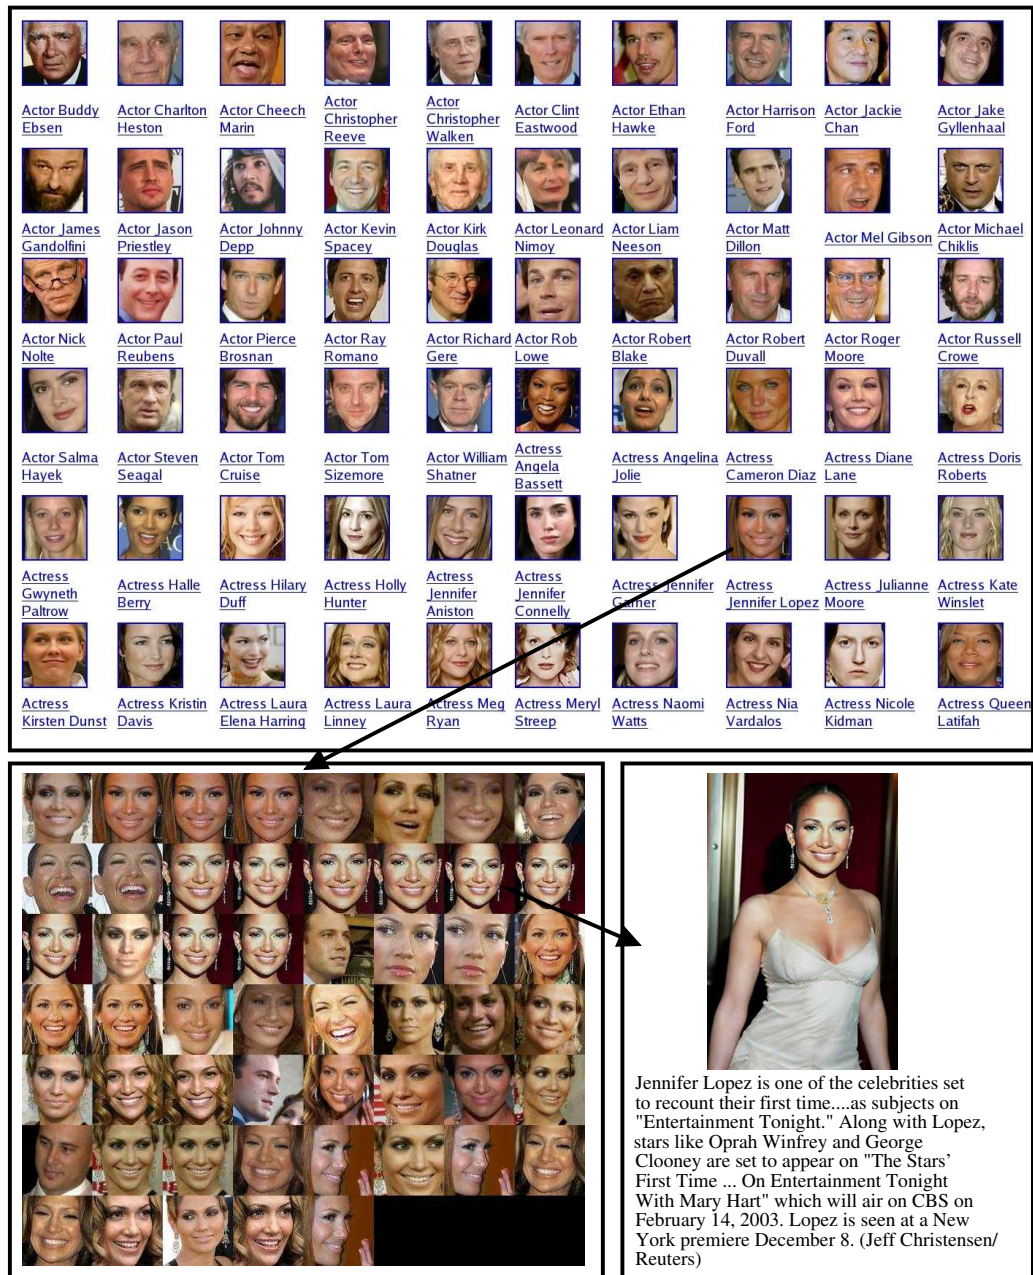 Actor Buddy Ebsen
Actor Charlton Heston
Actor Cheech Marin
Actor Christopher Reeve
Actor Christopher Walken
Actor Clint Eastwood
Actor Ethan Hawke
Actor Harrison Ford
Actor Jackie Chan
Actor Jake Gyllenhaal
Actor James Gandolfini
Actor Jason Priestley
Actor Johnny Depp
Actor Kevin Spacey
Actor Kirk Douglas
Actor Leonard Nimoy
Actor Liam Neeson
Actor Matt Dillon
Actor Mel Gibson
Actor Michael Chiklis
Actor Nick Nolte
Actor Paul Reubens
Actor Pierce Brosnan
Actor Ray Romano
Actor Richard Gere
Actor Rob Lowe
Actor Robert Blake
Actor Robert Duvall
Actor Roger Moore
Actor Russell Crowe
Actor Salma Hayek
Actor Steven Seagal
Actor Tom Cruise
Actor Tom Sizemore
Actor William Shatner
Actress Angela Bassett
Actress Angelina Jolie
Actress Cameron Diaz
Actress Diane Lane
Actress Doris Roberts
Actress Gwyneth Paltrow
Actress Halle Berry
Actress Hilary Duff
Actress Holly Hunter
Actress Jennifer Aniston
Actress Jennifer Connelly
Actress Jennifer Garner
Actress Jennifer Lopez
Actress Julianne Moore
Actress Kate Winslet
Actress Kirsten Dunst
Actress Kristin Davis
Actress Laura Elena Harring
Actress Laura Linney
Actress Meg Ryan
Actress Meryl Streep
Actress Naomi Watts
Actress Nia Vardalos
Actress Nicole Kidman
Actress Queen Latifah
Jennifer Lopez is one of the celebrities set
to recount their first time....as subjects on
"Entertainment Tonight." Along with Lopez,
stars like Oprah Winfrey and George
Clooney are set to appear on "The Stars'
First Time ... On Entertainment Tonight
With Mary Hart" which will air on CBS on
February 14, 2003. Lopez is seen at a New
York premiere December 8. (Jeff Christensen/
Reuters)